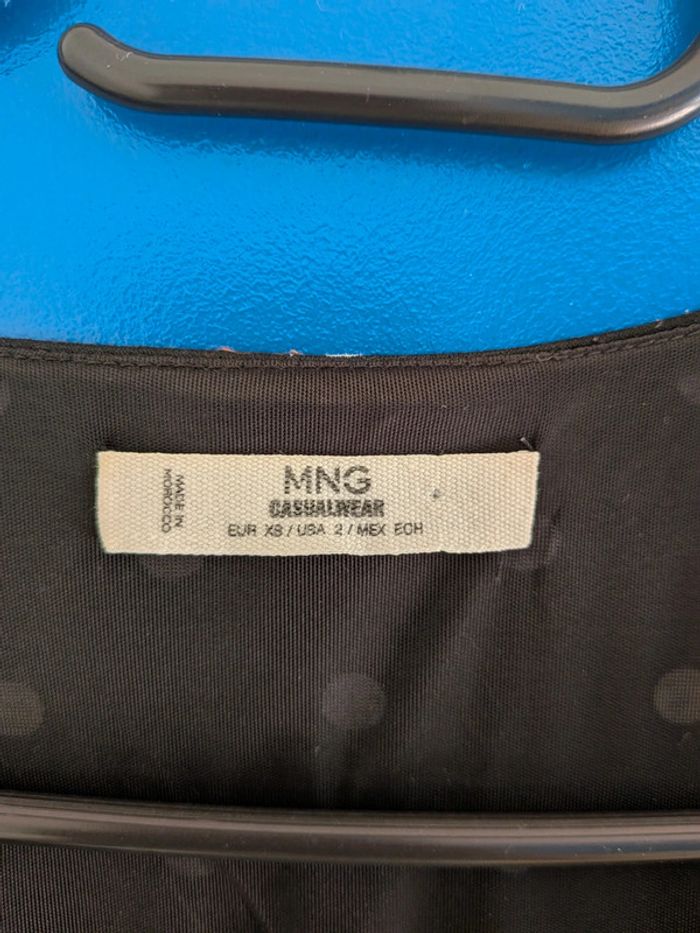 MADE IN
MOROCCO
MNG
CASUALWEAR
EUR XS / USA 2 / MEX ECH